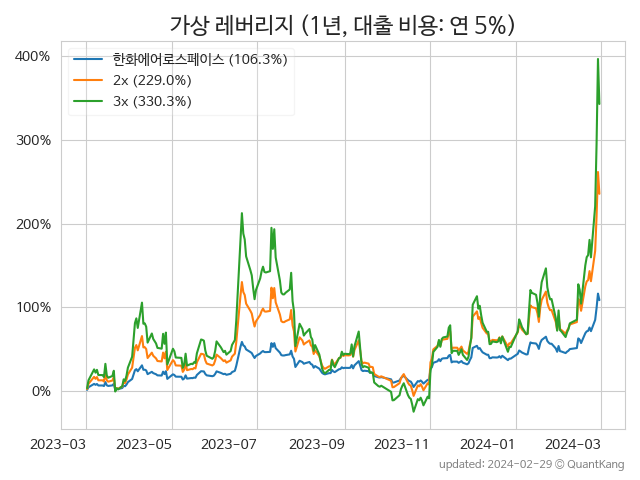 가상 레버리지 (1년, 대출 비용: 연 5%)
한화에어로스페이스 (106.3%)
2x (229.0%)
3x (330.3%)
400%
300%
200%
100%
0%
2023-03 2023-05 2023-07 2023-09 2023-11 2024-01 2024-03
updated: 2024-02-29 © QuantKang